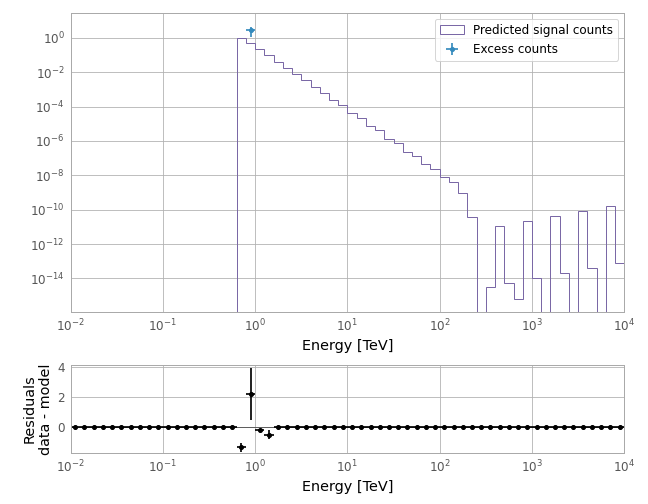 10^0
10^−2
10^−4
10^−6
10^−8
10^−10
10^−12
10^−14
Predicted signal counts
Excess counts
10^−2 10^−1 10^0 10^1 10^2 10^3 10^4
Energy [TeV]
Residuals
data - model
4
2
0
10^−2 10^−1 10^0 10^1 10^2 10^3 10^4
Energy [TeV]